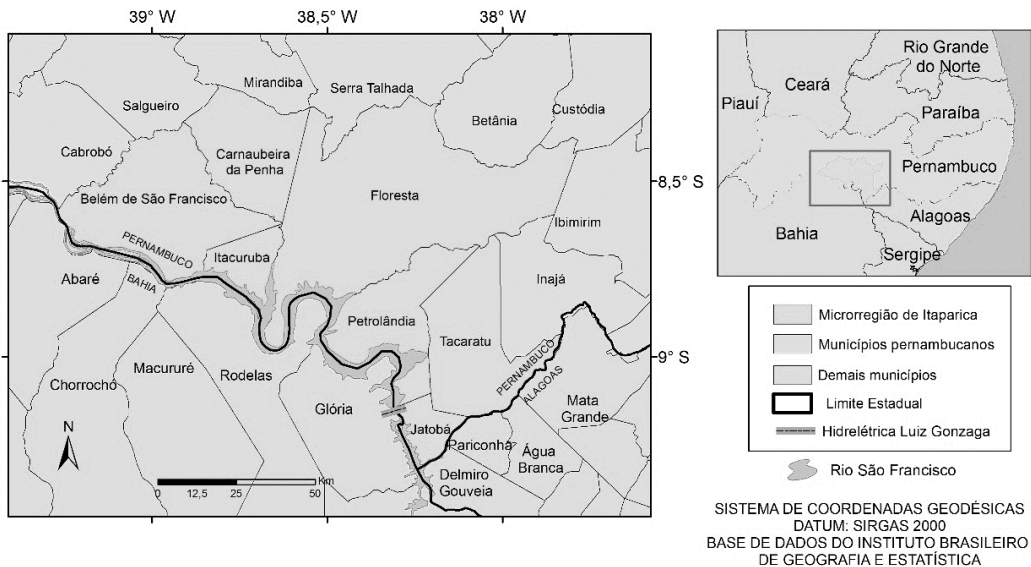 39° W
38,5° W
38° W
Mirandiba
Serra Talhada
Salgueiro
Custódia
Betânia
Cabrobó
Carnaubeira
da Penha
Floresta
8,5° S
Belém de São Francisco
Ibimirim
PERNAMBUCO
Itacuruba
Abaré
BAHIA
Inajá
Petrolândia
Tacaratu
9° S
Macururé
Rodelas
PERNAMBUCO
ALAGOAS
Chorrochó
Glória
Mata
Grande
N
Jatobá
Pariconhá
Água
Branca
Delmiro
Gouveia
0
12,5
25
50
Km
Rio Grande
do Norte
Ceará
Piauí
Paraíba
Pernambuco
Alagoas
Bahia
Sergipe
Microrregião de Itaparica
Municípios pernambucanos
Demais municípios
Limite Estadual
Hidrelétrica Luiz Gonzaga
Rio São Francisco
SISTEMA DE COORDENADAS GEODÉSICAS
DATUM: SIRGAS 2000
BASE DE DADOS DO INSTITUTO BRASILEIRO
DE GEOGRAFIA E ESTATÍSTICA